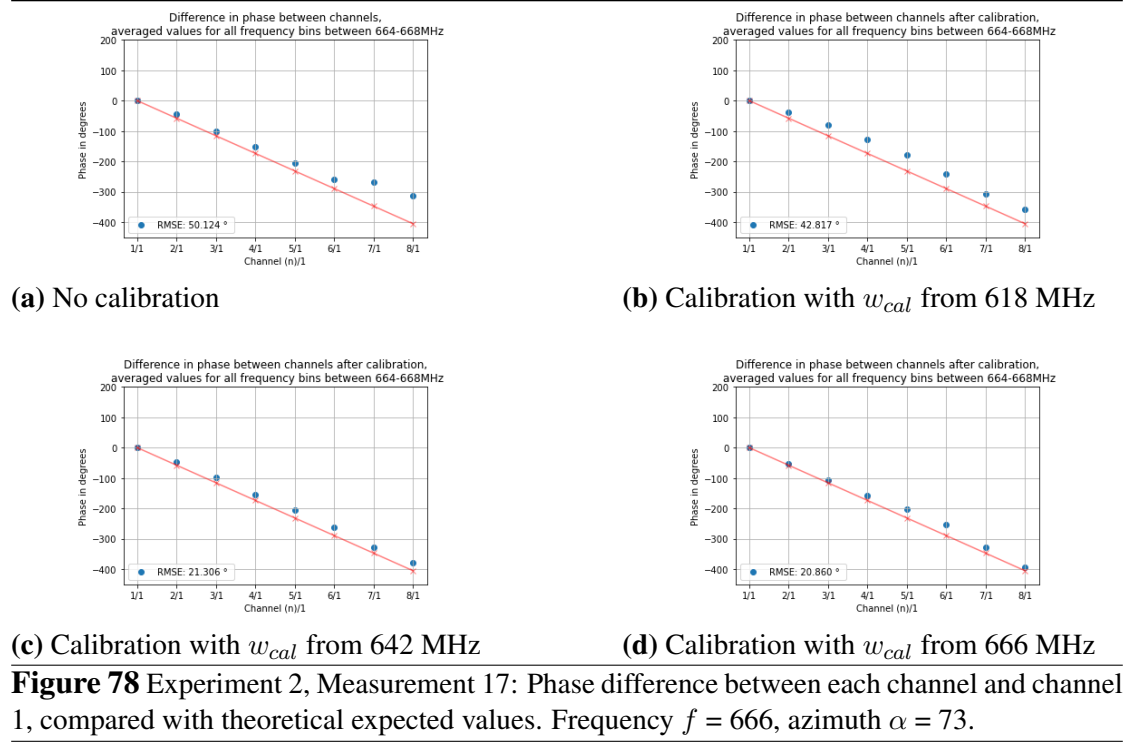 Difference in phase between channels,
averaged values for all frequency bins between 664-668MHz
200
100
0
−100
−200
−300
−400
Phase in degrees
RMSE: 50.124 °
1/1 2/1 3/1 4/1 5/1 6/1 7/1 8/1
Channel (n)/1
(a) No calibration
Difference in phase between channels after calibration,
averaged values for all frequency bins between 664-668MHz
200
100
0
−100
−200
−300
−400
Phase in degrees
RMSE: 42.817 °
1/1 2/1 3/1 4/1 5/1 6/1 7/1 8/1
Channel (n)/1
(b) Calibration with w_cal from 618 MHz
Difference in phase between channels after calibration,
averaged values for all frequency bins between 664-668MHz
200
100
0
−100
−200
−300
−400
Phase in degrees
RMSE: 21.306 °
1/1 2/1 3/1 4/1 5/1 6/1 7/1 8/1
Channel (n)/1
(c) Calibration with w_cal from 642 MHz
Difference in phase between channels after calibration,
averaged values for all frequency bins between 664-668MHz
200
100
0
−100
−200
−300
−400
Phase in degrees
RMSE: 20.860 °
1/1 2/1 3/1 4/1 5/1 6/1 7/1 8/1
Channel (n)/1
(d) Calibration with w_cal from 666 MHz
Figure 78 Experiment 2, Measurement 17: Phase difference between each channel and channel
1, compared with theoretical expected values. Frequency f = 666, azimuth α = 73.